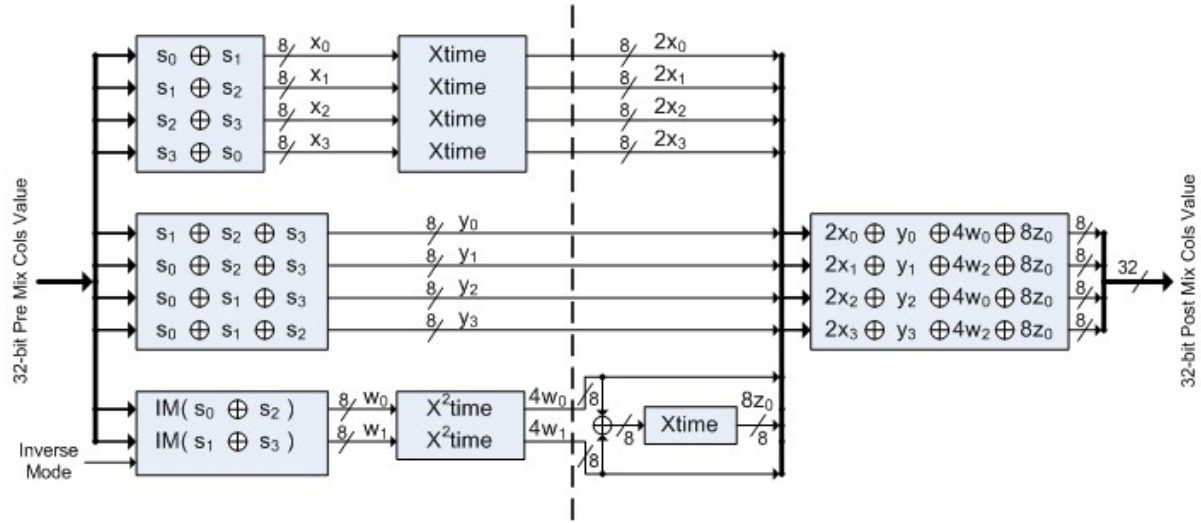 32-bit Pre Mix Cols Value
s₀ ⊕ s₁
s₁ ⊕ s₂
s₂ ⊕ s₃
s₃ ⊕ s₀
8 x₀
8 x₁
8 x₂
8 x₃
Xtime
Xtime
Xtime
Xtime
8 2x₀
8 2x₁
8 2x₂
8 2x₃
s₁ ⊕ s₂ ⊕ s₃
s₀ ⊕ s₂ ⊕ s₃
s₀ ⊕ s₁ ⊕ s₃
s₀ ⊕ s₁ ⊕ s₂
8 y₀
8 y₁
8 y₂
8 y₃
IM( s₀ ⊕ s₂ )
IM( s₁ ⊕ s₃ )
Inverse
Mode
8 w₀
8 w₁
X²time
X²time
4w₀ 8
4w₁ 8
8
Xtime
8z₀
8
2x₀ ⊕ y₀ ⊕4w₀ ⊕ 8z₀
2x₁ ⊕ y₁ ⊕4w₂ ⊕ 8z₀
2x₂ ⊕ y₂ ⊕4w₀ ⊕ 8z₀
2x₃ ⊕ y₃ ⊕4w₂ ⊕ 8z₀
8
8
8
8
32
32-bit Post Mix Cols Value